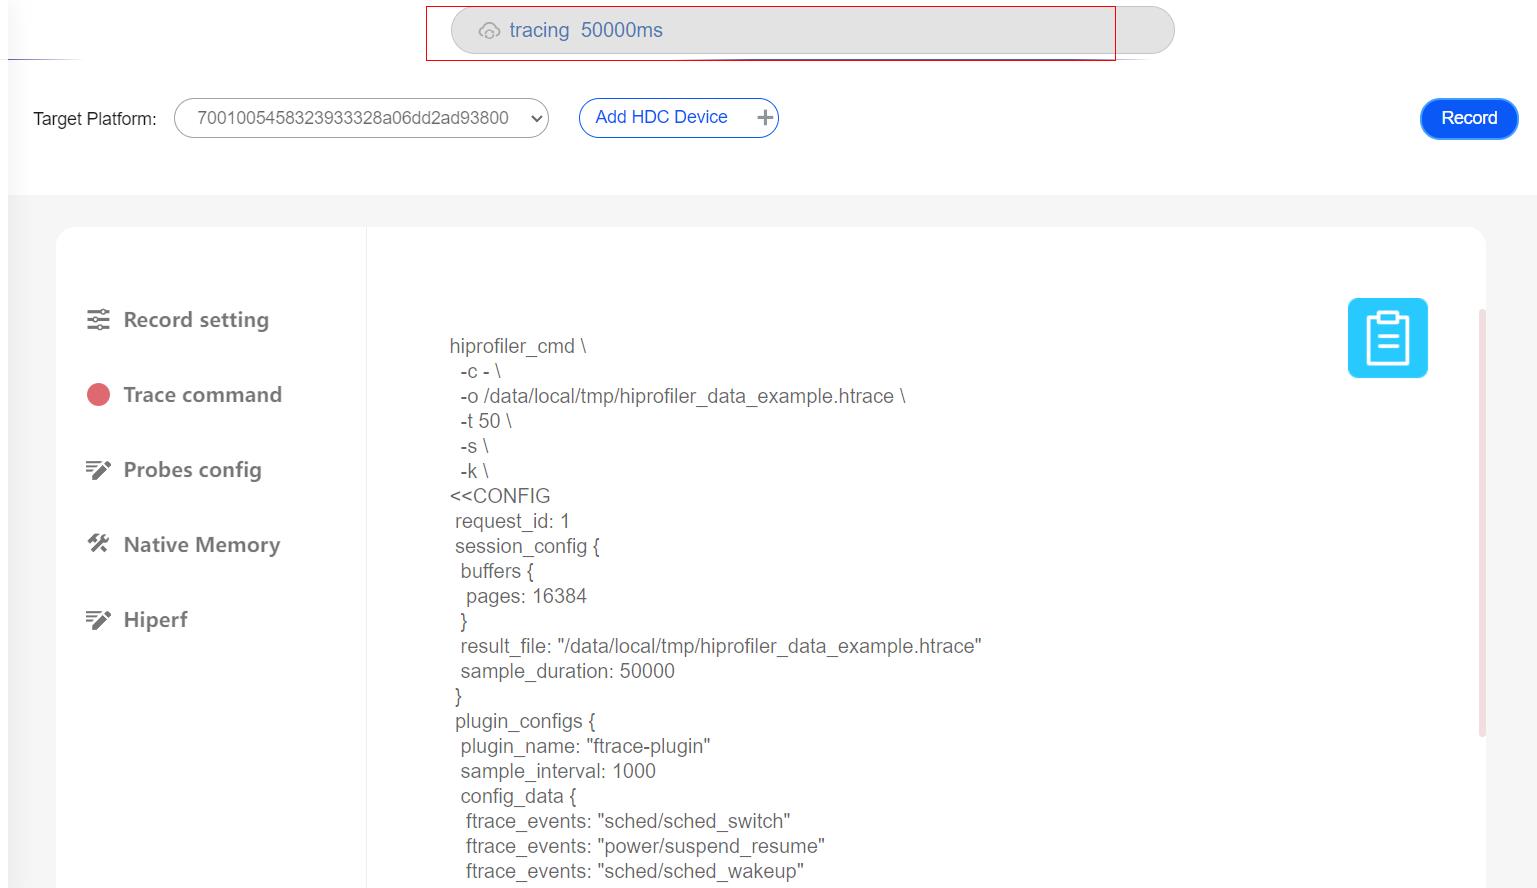 tracing 50000ms
Target Platform:
7001005458323933328a06dd2ad93800
Add HDC Device
Record
Record setting
Trace command
Probes config
Native Memory
Hiperf
hiprofiler_cmd \
-c - \
-o /data/local/tmp/hiprofiler_data_example.htrace \
-t 50 \
-s \
-k \
<<CONFIG
request_id: 1
session_config {
buffers {
pages: 16384
}
result_file: "/data/local/tmp/hiprofiler_data_example.htrace"
sample_duration: 50000
}
plugin_configs {
plugin_name: "ftrace-plugin"
sample_interval: 1000
config_data {
ftrace_events: "sched/sched_switch"
ftrace_events: "power/suspend_resume"
ftrace_events: "sched/sched_wakeup"